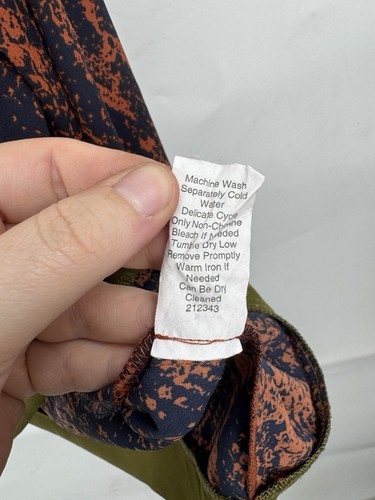 Machine Wash
Separately Cold
Water
Delicate Cycle
Only Non-Chlorine
Bleach If Needed
Tumble Dry Low
Remove Promptly
Warm Iron If
Needed
Can Be Dry
Cleaned
212343